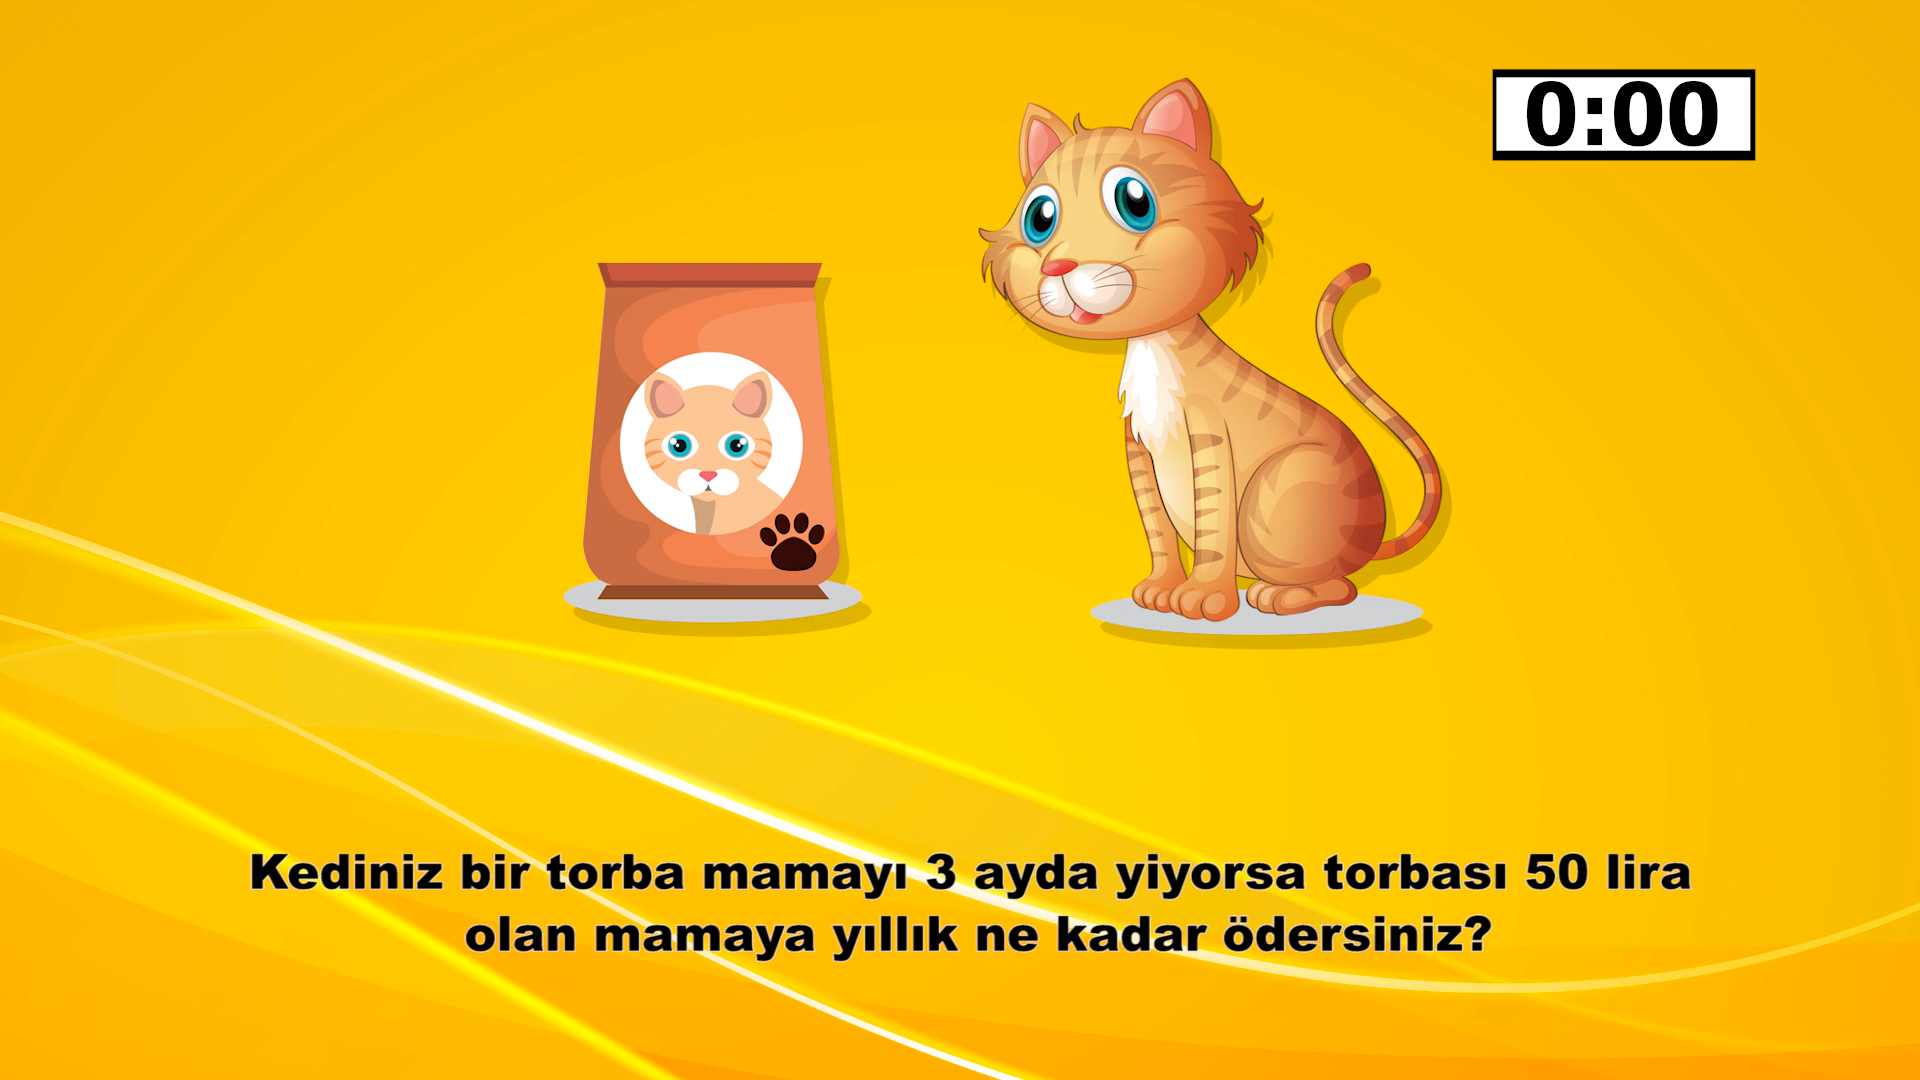 0:00
Kediniz bir torba mamayı 3 ayda yiyorsa torbası 50 lira
olan mamaya yıllık ne kadar ödersiniz?